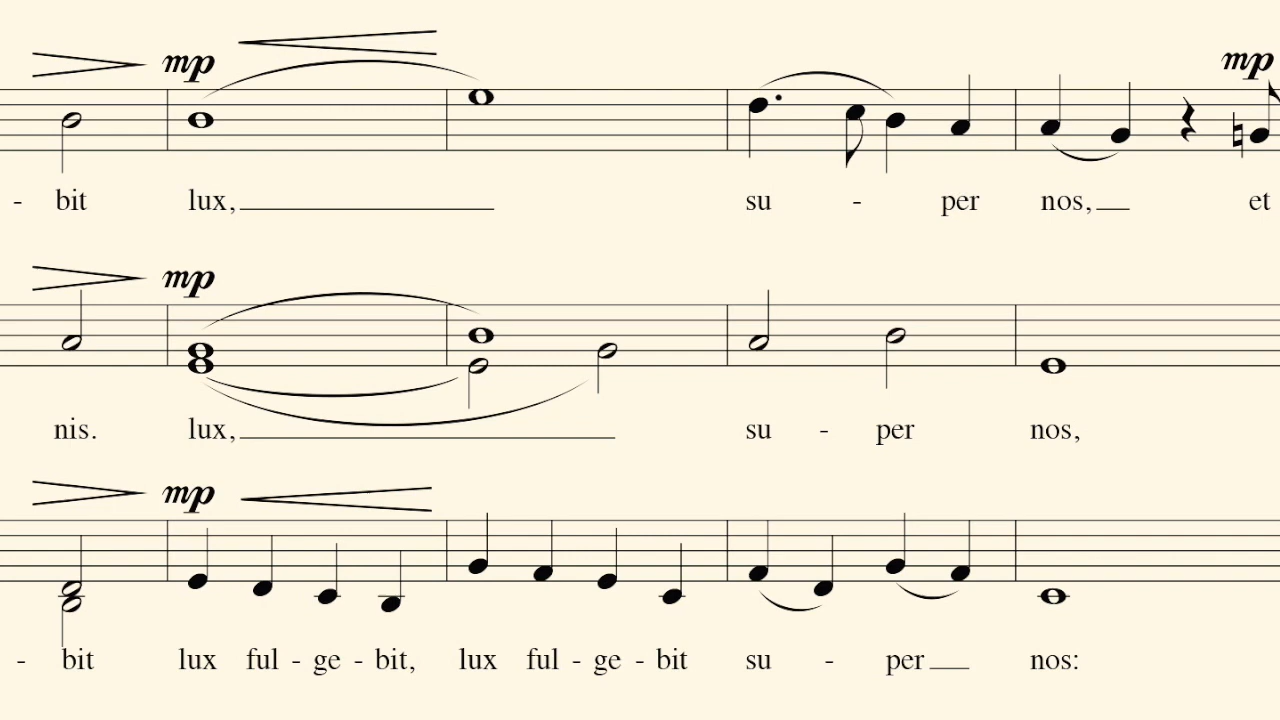 mp mp
- bit lux, su - per nos, et
mp
nis. lux, su - per nos,
mp
- bit lux ful - ge - bit, lux ful - ge - bit su - per nos: